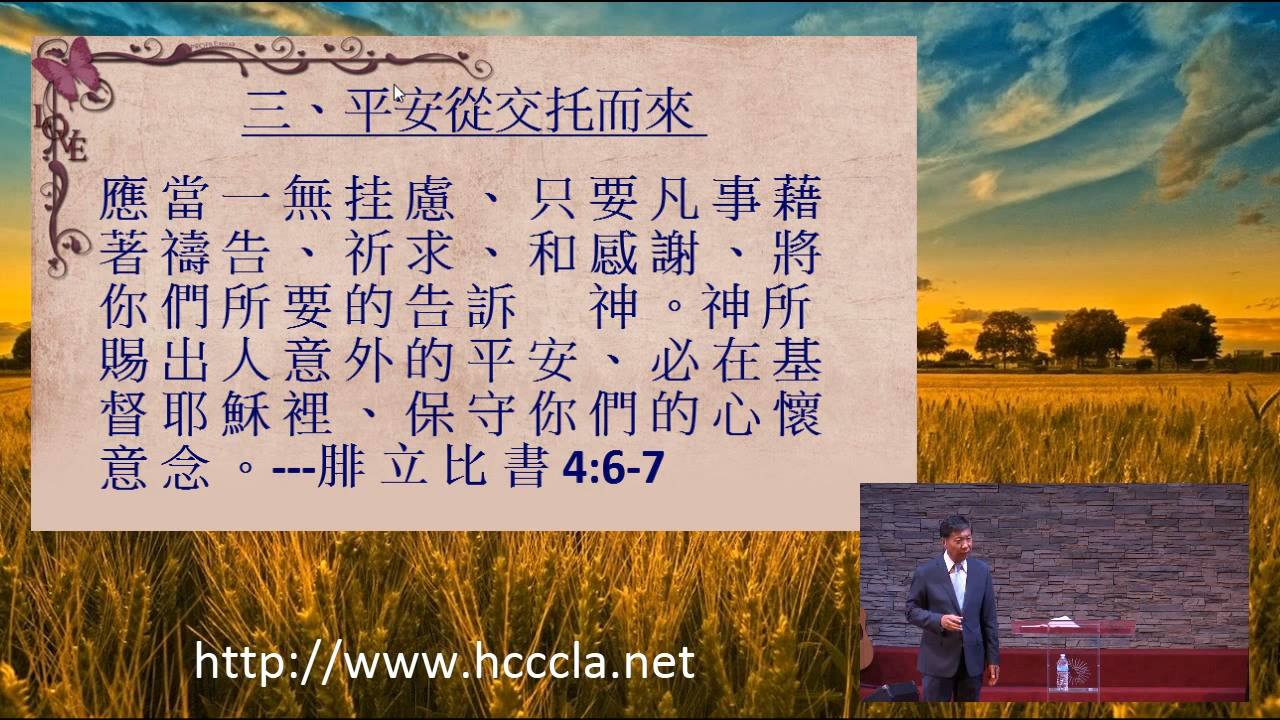 LOVE
三、平安從交托而來
應當一無挂慮、只要凡事藉
著禱告、祈求、和感謝、將
你們所要的告訴　神。神所
賜出人意外的平安、必在基
督耶穌裡、保守你們的心懷
意念。---腓立比書 4:6-7
http://www.hcccla.net